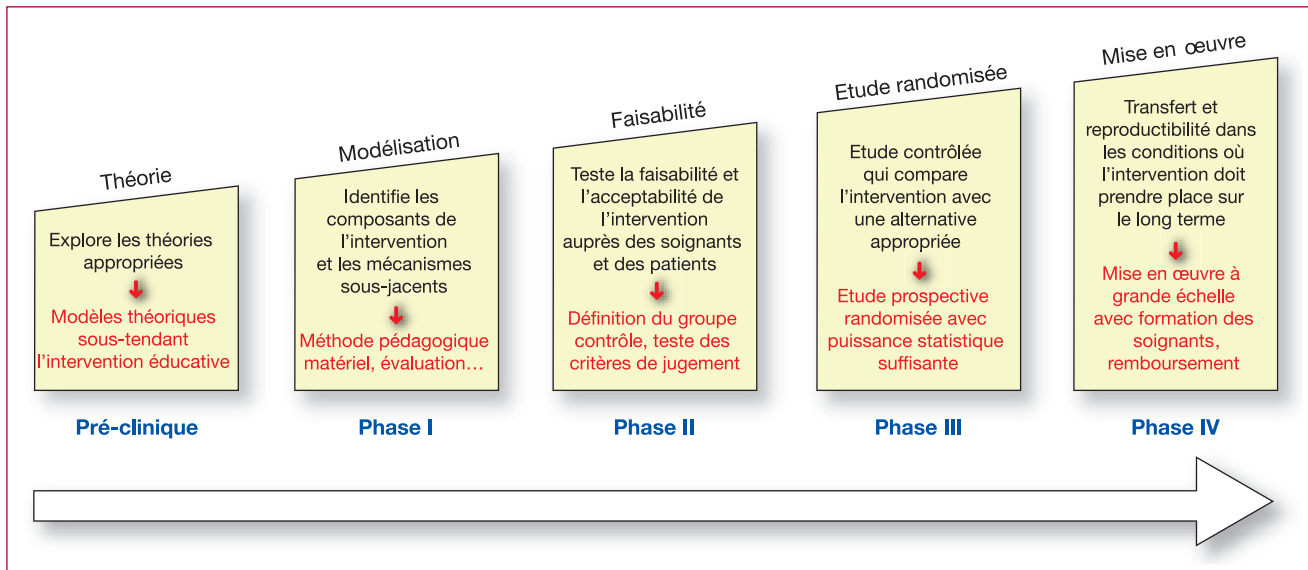 Théorie
Explore les théories
appropriées
Modèles théoriques
sous-tendant
l'intervention éducative
Pré-clinique
Modélisation
Identifie les
composants de
l'intervention
et les mécanismes
sous-jacents
Méthode pédagogique
matériel, évaluation…
Phase I
Faisabilité
Teste la faisabilité et
l'acceptabilité de
l'intervention
auprès des soignants
et des patients
Définition du groupe
contrôle, teste des
critères de jugement
Phase II
Etude randomisée
Etude contrôlée
qui compare
l'intervention avec
une alternative
appropriée
Etude prospective
randomisée avec
puissance statistique
suffisante
Phase III
Mise en œuvre
Transfert et
reproductibilité dans
les conditions où
l'intervention doit
prendre place sur
le long terme
Mise en œuvre à
grande échelle
avec formation des
soignants,
remboursement
Phase IV